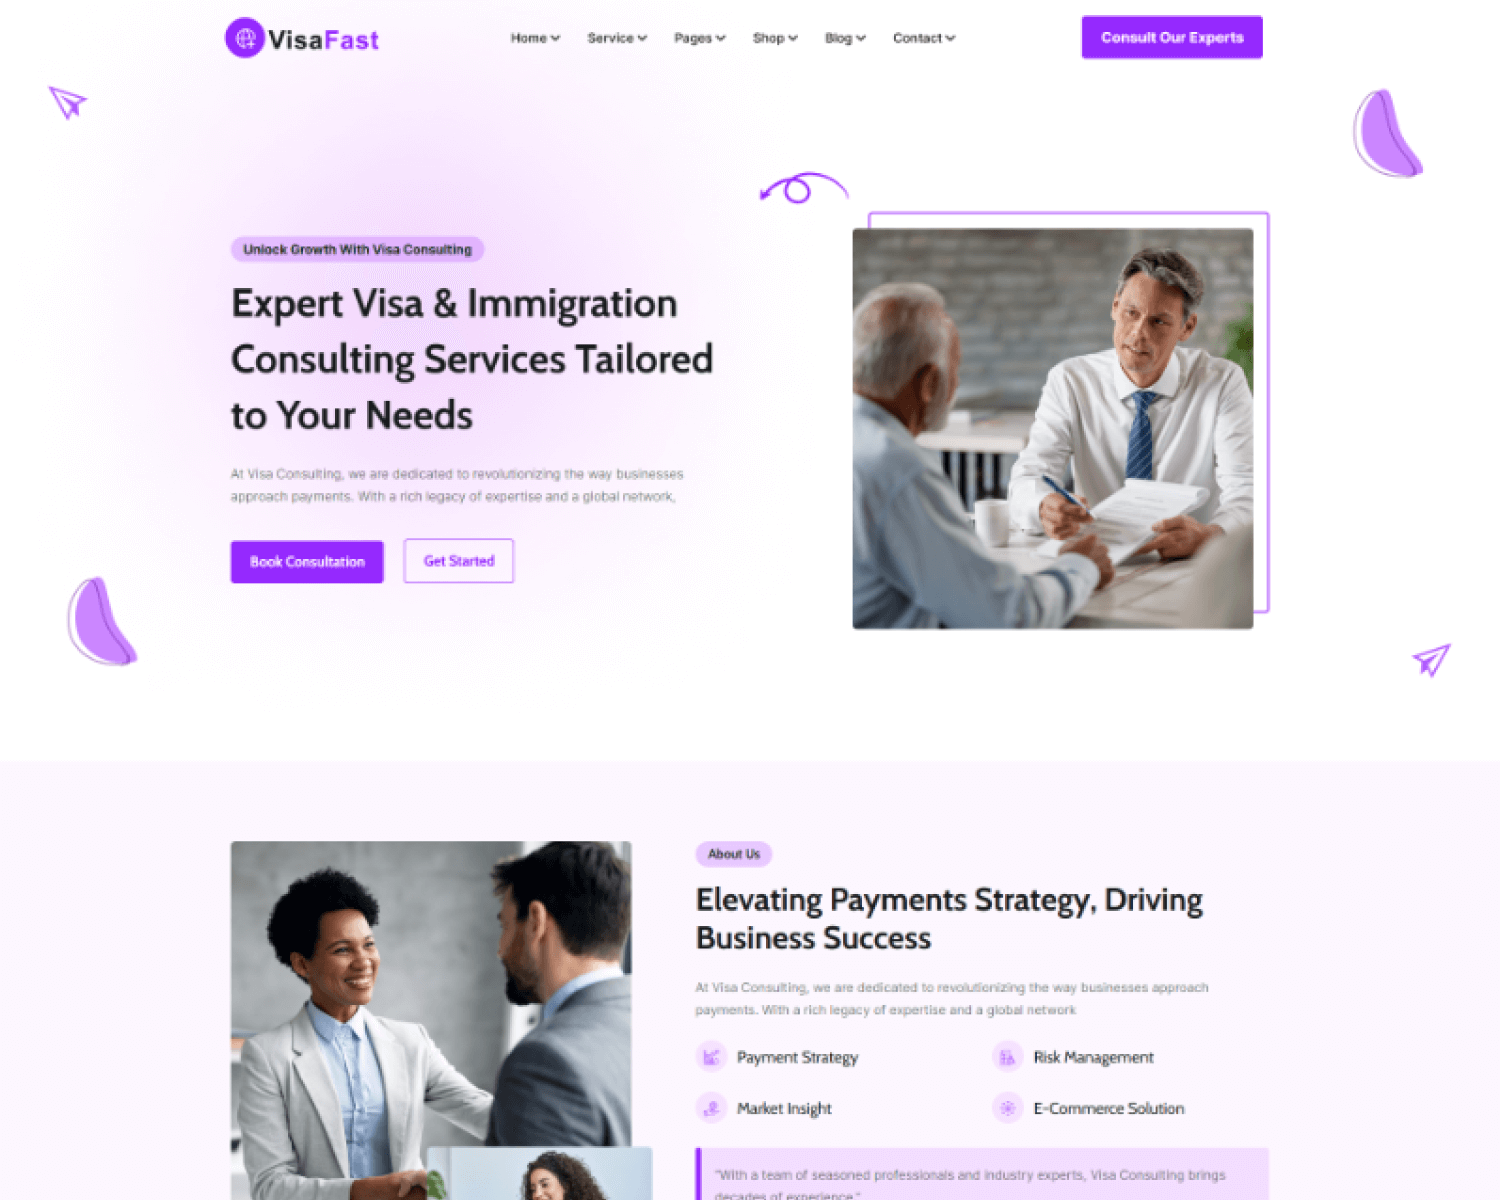 VisaFast
Home
Service
Pages
Shop
Blog
Contact
Consult Our Experts
Unlock Growth With Visa Consulting
Expert Visa & Immigration
Consulting Services Tailored
to Your Needs
At Visa Consulting, we are dedicated to revolutionizing the way businesses
approach payments. With a rich legacy of expertise and a global network,
Book Consultation
Get Started
About Us
Elevating Payments Strategy, Driving
Business Success
At Visa Consulting, we are dedicated to revolutionizing the way businesses approach
payments. With a rich legacy of expertise and a global network
Payment Strategy
Risk Management
Market Insight
E-Commerce Solution
"With a team of seasoned professionals and industry experts, Visa Consulting brings
decades of experience."